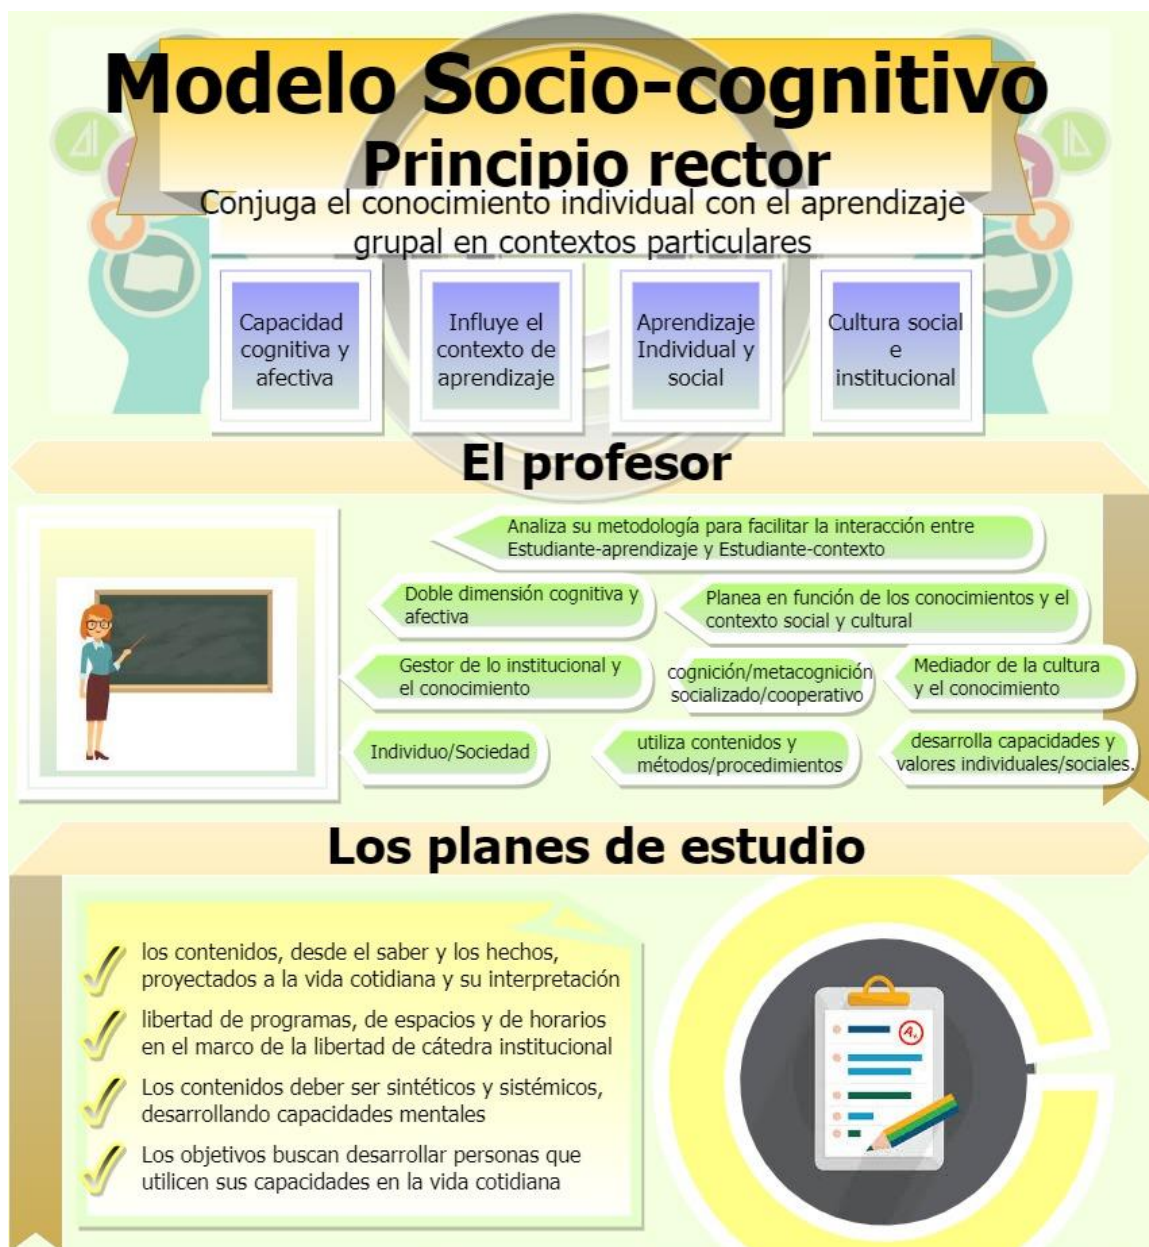 Modelo Socio-cognitivo
Principio rector
Conjuga el conocimiento individual con el aprendizaje
grupal en contextos particulares
Capacidad
cognitiva y
afectiva
Influye el
contexto de
aprendizaje
Aprendizaje
Individual y
social
Cultura social
e
institucional
El profesor
Analiza su metodología para facilitar la interacción entre
Estudiante-aprendizaje y Estudiante-contexto
Doble dimensión cognitiva y
afectiva
Planea en función de los conocimientos y el
contexto social y cultural
Gestor de lo institucional y
el conocimiento
cognición/metacognición
socializado/cooperativo
Mediador de la cultura
y el conocimiento
Individuo/Sociedad
utiliza contenidos y
métodos/procedimientos
desarrolla capacidades y
valores individuales/sociales.
Los planes de estudio
los contenidos, desde el saber y los hechos,
proyectados a la vida cotidiana y su interpretación
libertad de programas, de espacios y de horarios
en el marco de la libertad de cátedra institucional
Los contenidos deber ser sintéticos y sistémicos,
desarrollando capacidades mentales
Los objetivos buscan desarrollar personas que
utilicen sus capacidades en la vida cotidiana
A+